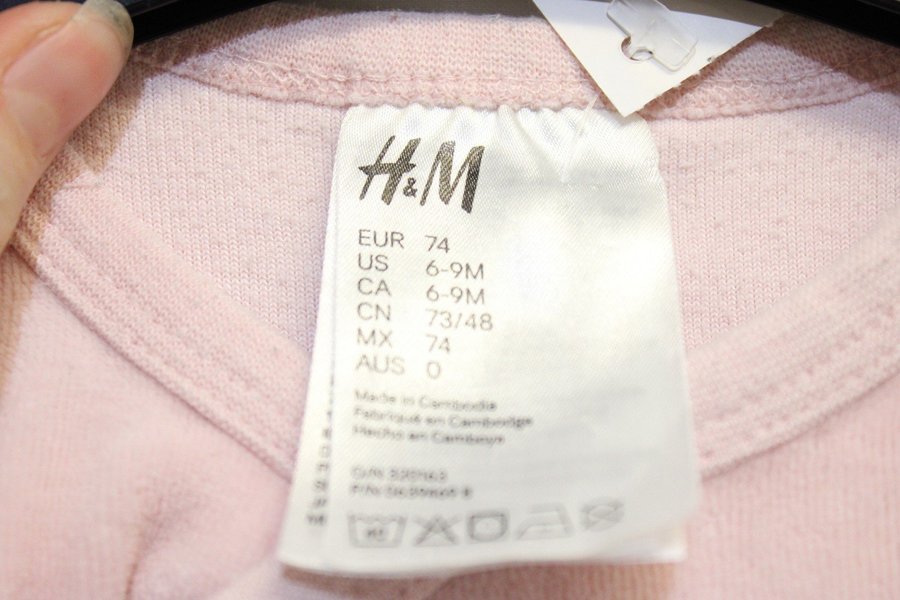 H&M
EUR 74
US 6-9M
CA 6-9M
CN 73/48
MX 74
AUS 0
Made in Cambodia
Fabriqué en Cambodge
Hecho en Camboya